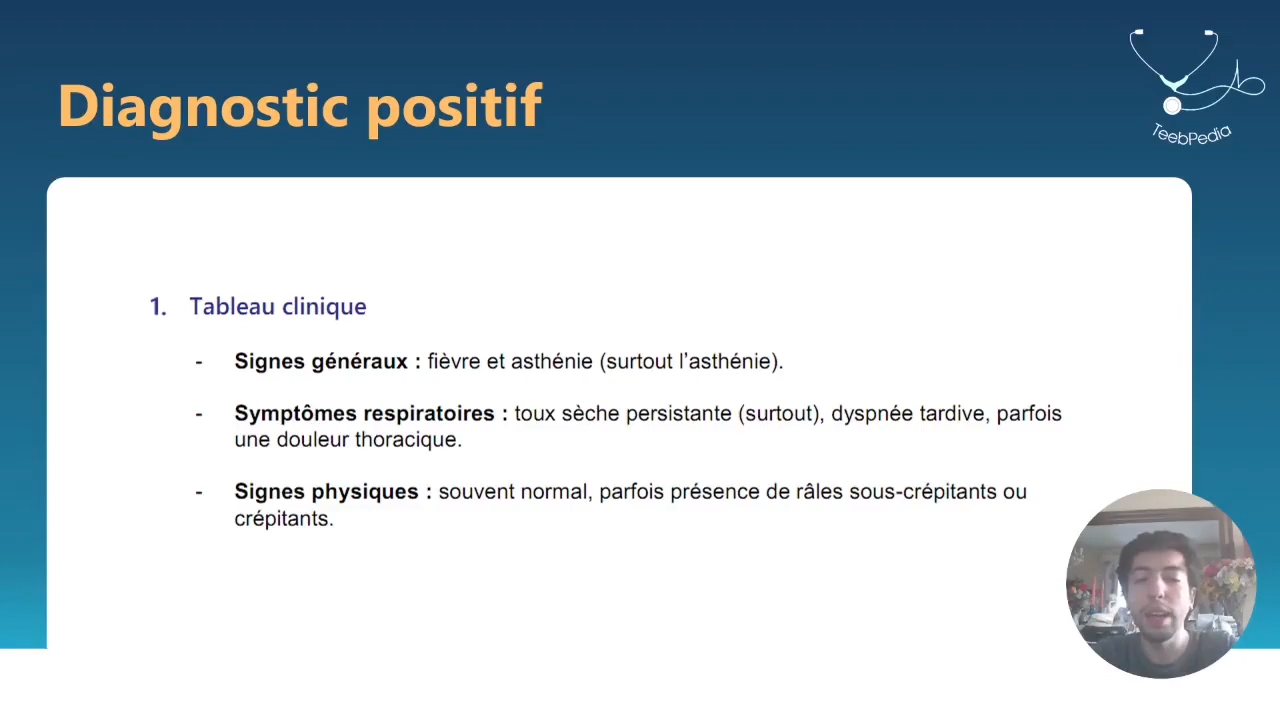 TeebPedia
Diagnostic positif
1. Tableau clinique
- Signes généraux : fièvre et asthénie (surtout l'asthénie).
- Symptômes respiratoires : toux sèche persistante (surtout), dyspnée tardive, parfois
une douleur thoracique.
- Signes physiques : souvent normal, parfois présence de râles sous-crépitants ou
crépitants.